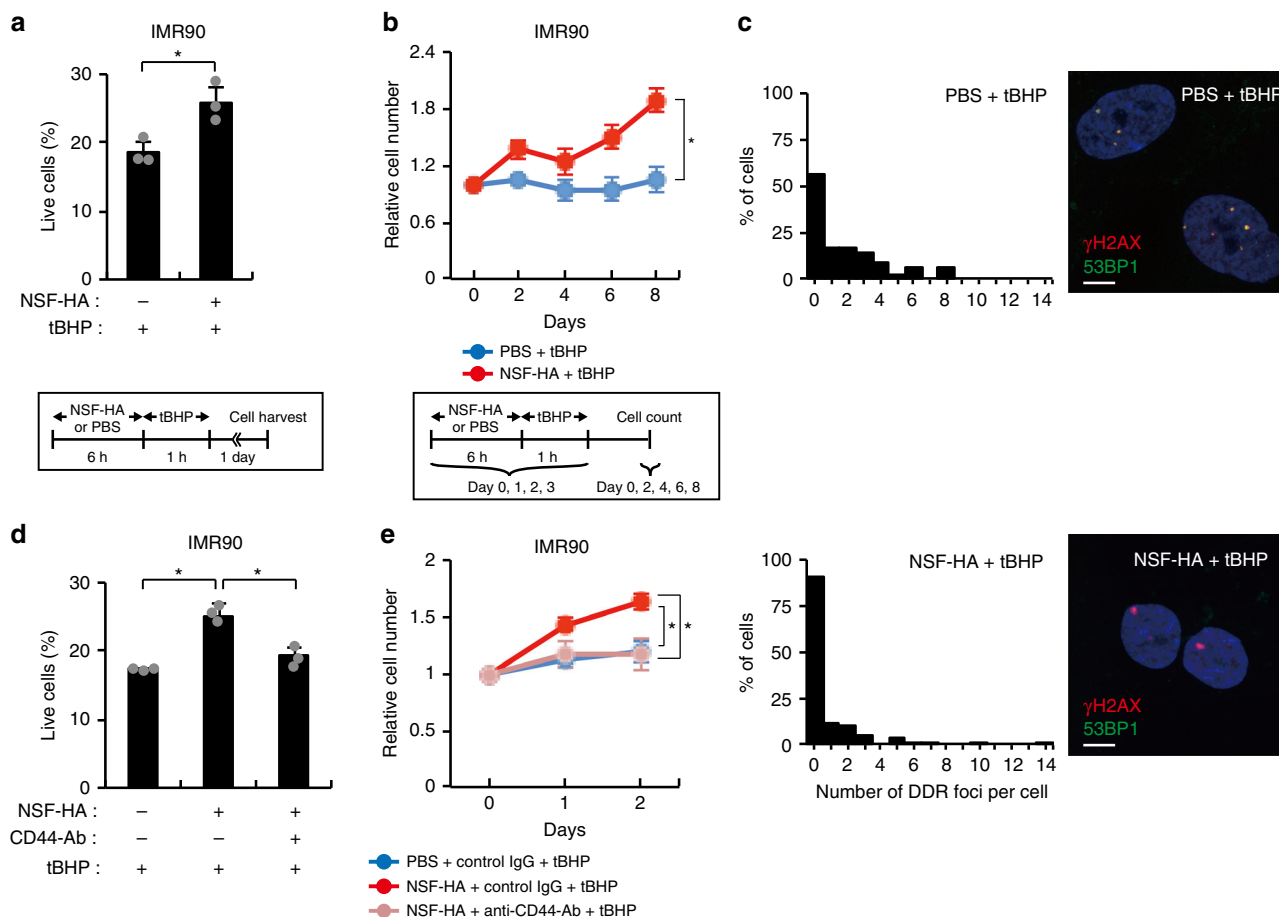 a
IMR90
*
30
20
10
0
Live cells (%)
NSF-HA : – +
tBHP : + +
NSF-HA
or PBS
tBHP
Cell harvest
6 h
1 h
1 day
b
IMR90
2.4
1.8
1.2
0.6
0
Relative cell number
*
0 2 4 6 8
Days
PBS + tBHP
NSF-HA + tBHP
NSF-HA
or PBS
tBHP
Cell count
6 h
1 h
Day 0, 1, 2, 3
Day 0, 2, 4, 6, 8
c
PBS + tBHP
100
75
50
25
0
% of cells
0 2 4 6 8 10 12 14
PBS + tBHP
γH2AX
53BP1
NSF-HA + tBHP
100
75
50
25
0
% of cells
0 2 4 6 8 10 12 14
Number of DDR foci per cell
NSF-HA + tBHP
γH2AX
53BP1
d
IMR90
* *
30
20
10
0
Live cells (%)
NSF-HA : – + +
CD44-Ab : – – +
tBHP : + + +
e
IMR90
2
1.5
1
0.5
0
Relative cell number
* *
0 1 2
Days
PBS + control IgG + tBHP
NSF-HA + control IgG + tBHP
NSF-HA + anti-CD44-Ab + tBHP